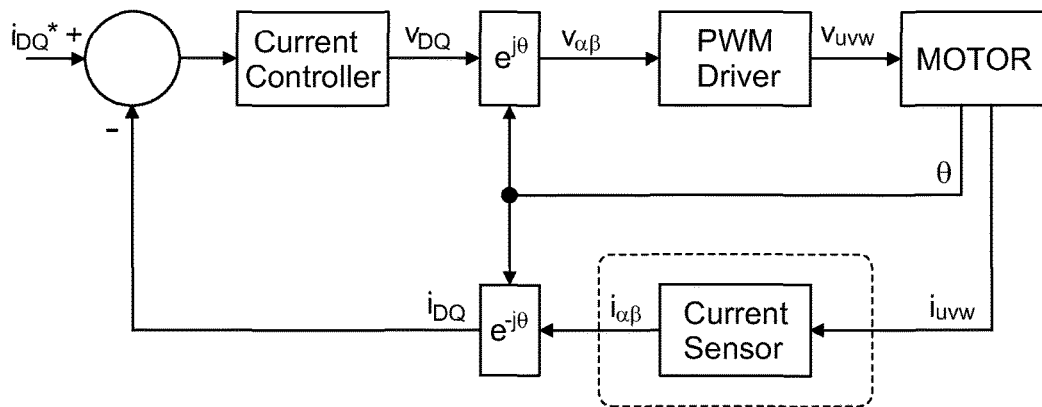 i_DQ* +
Current
Controller
v_DQ
e^jθ
v_αβ
PWM
Driver
v_uvw
MOTOR
-
θ
i_DQ
e^-jθ
i_αβ
Current
Sensor
i_uvw